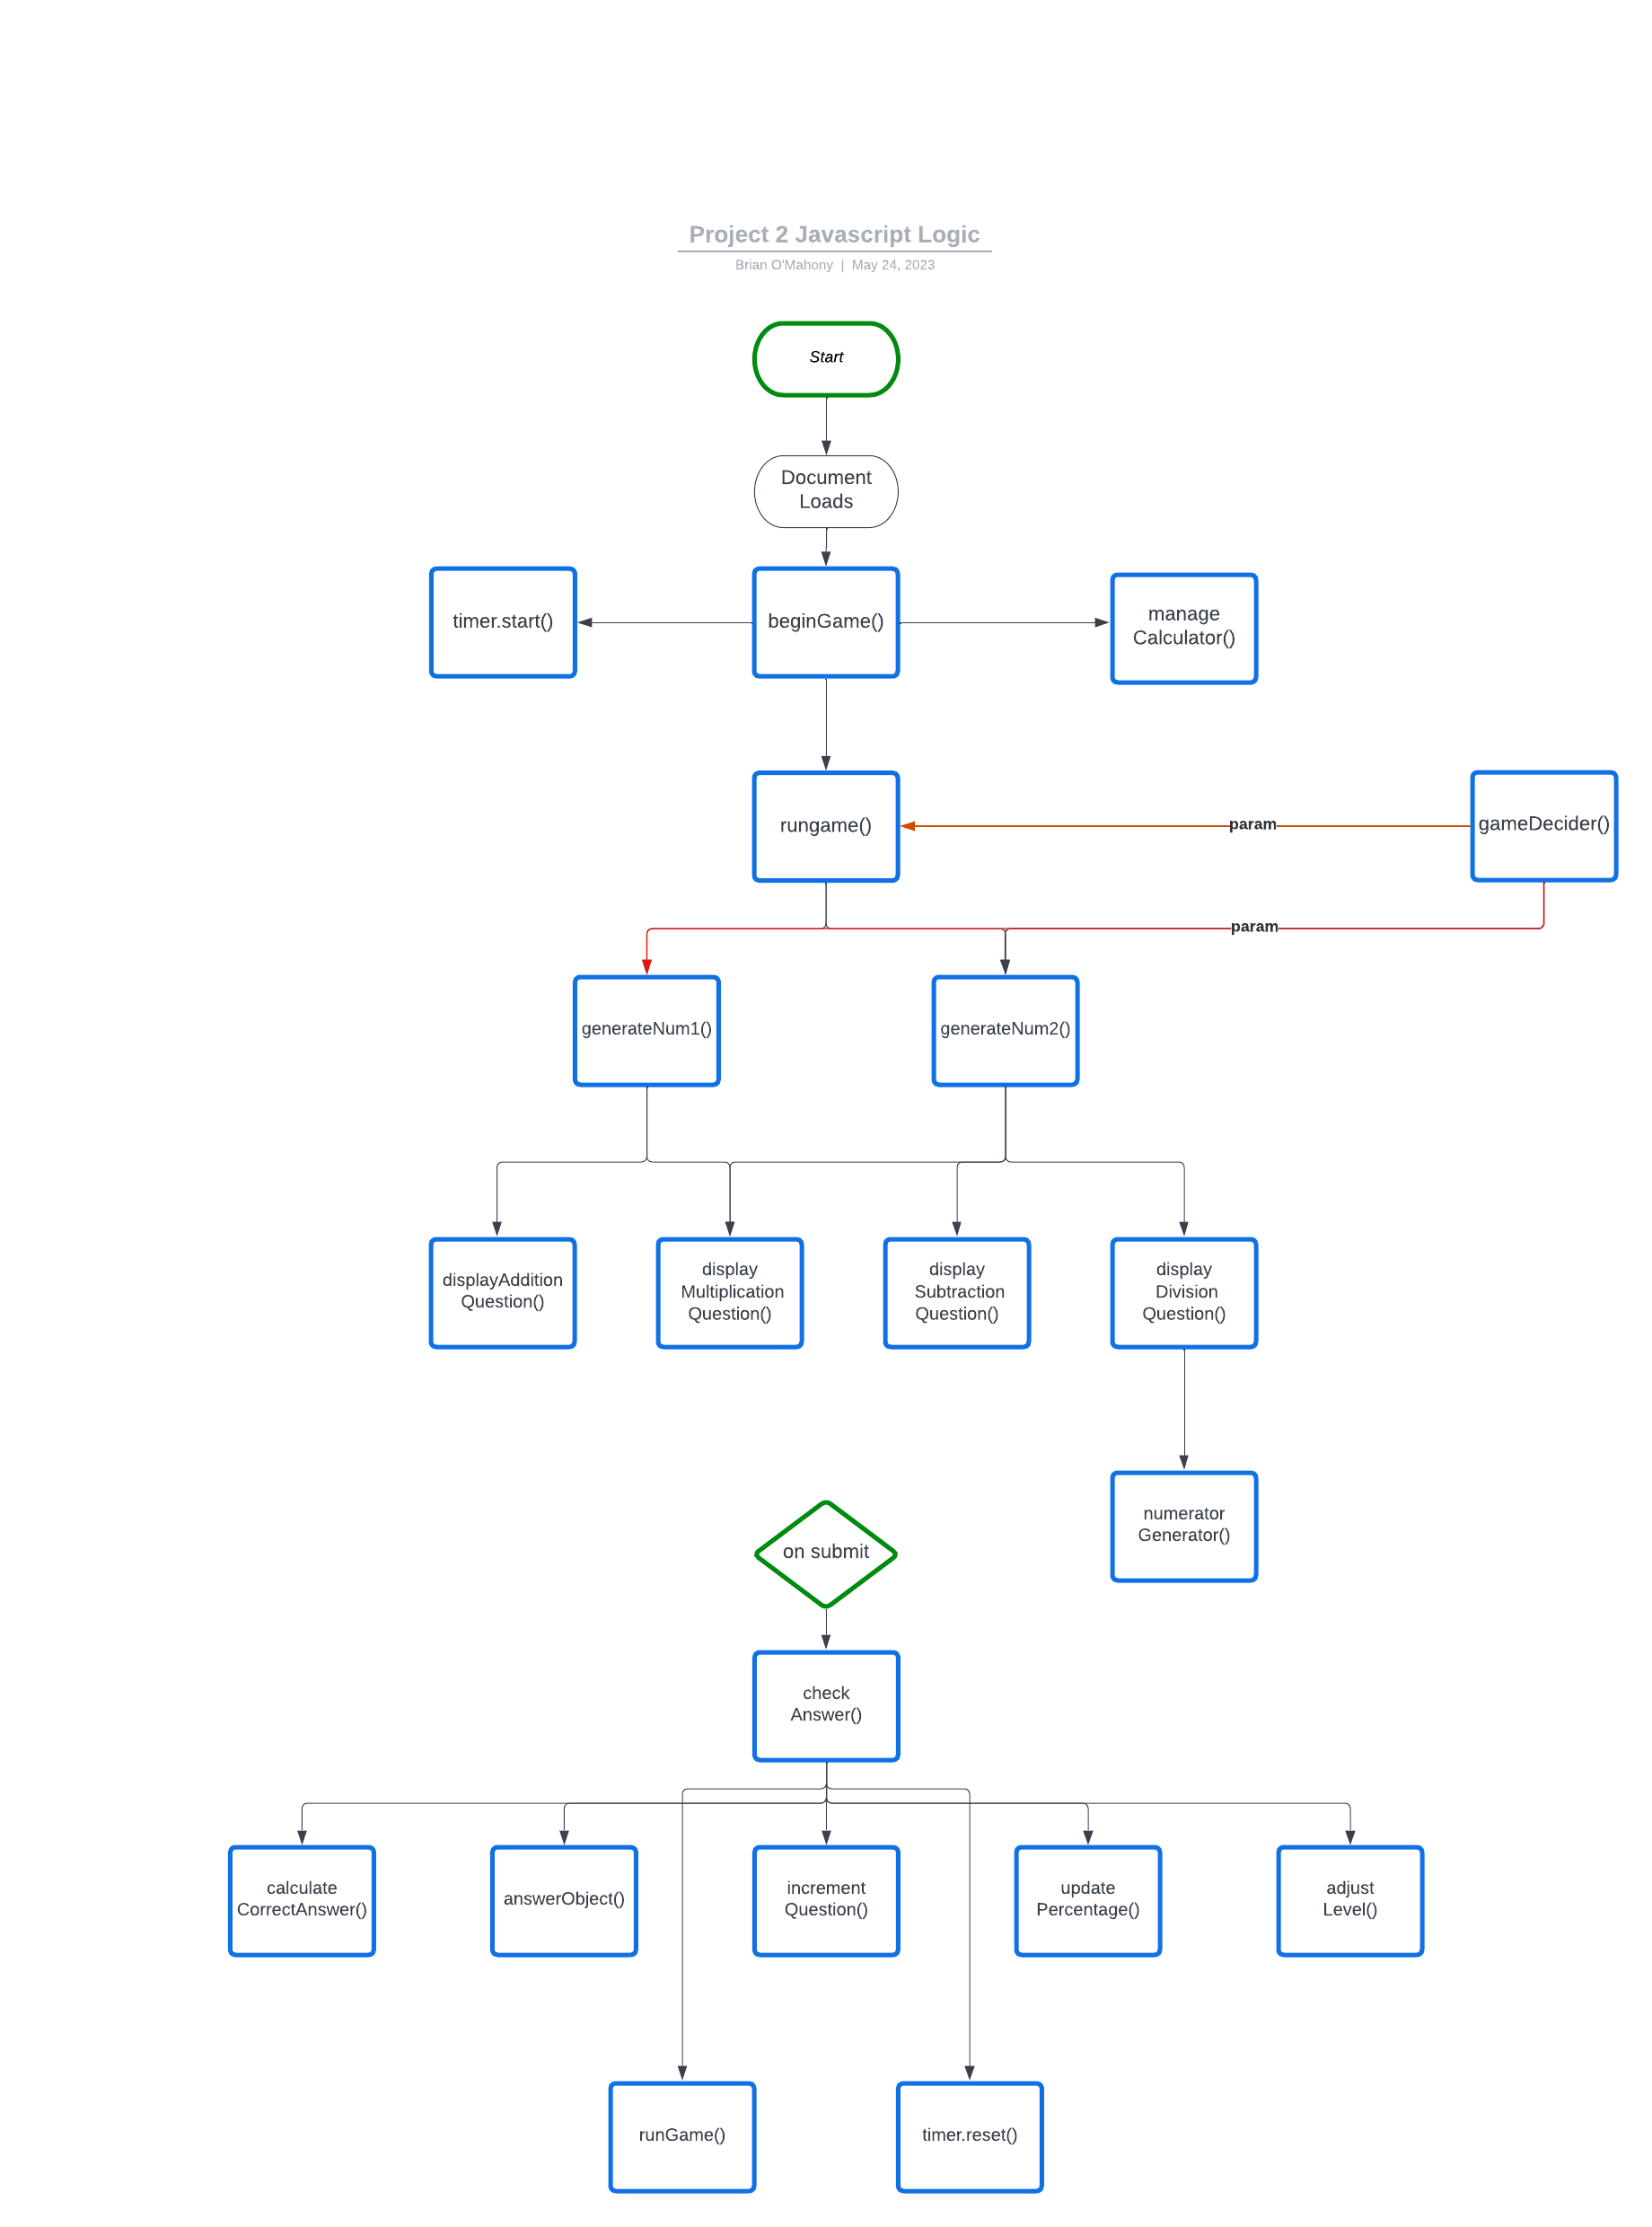 Project 2 Javascript Logic
Brian O'Mahony | May 24, 2023
Start
Document
Loads
timer.start()
beginGame()
manage
Calculator()
rungame()
param
gameDecider()
param
generateNum1()
generateNum2()
displayAddition
Question()
display
Multiplication
Question()
display
Subtraction
Question()
display
Division
Question()
numerator
Generator()
on submit
check
Answer()
calculate
CorrectAnswer()
answerObject()
increment
Question()
update
Percentage()
adjust
Level()
runGame()
timer.reset()